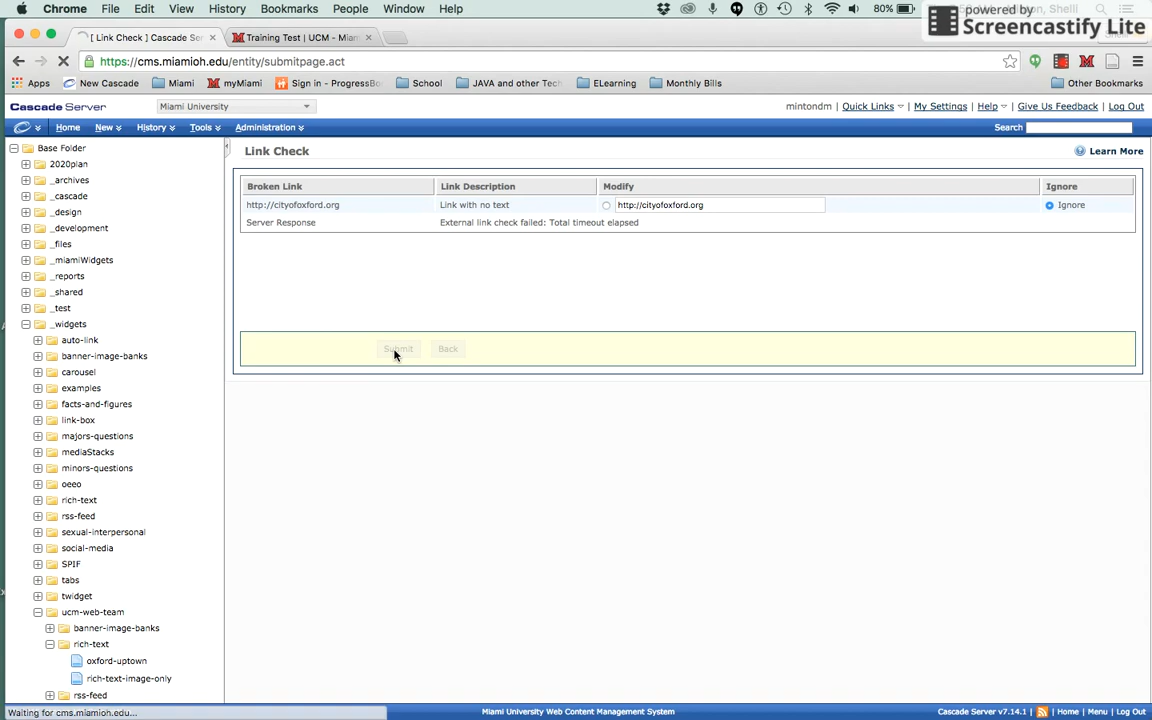 Chrome File Edit View History Bookmarks People Window Help 80%
powered by
Screencastify Lite
[ Link Check ] Cascade Se Training Test | UCM - Miam
https://cms.miamioh.edu/entity/submitpage.act
Apps New Cascade myMiami Sign in - ProgressBo School JAVA and other Tech ELearning Monthly Bills Other Bookmarks
Miami
Cascade Server Miami University mintondm Quick Links My Settings Help Give Us Feedback Log Out
Home New History Tools Administration Search
Base Folder
2020plan
_archives
_cascade
_design
_development
_files
_miamiWidgets
_reports
_shared
_test
_widgets
auto-link
banner-image-banks
carousel
examples
facts-and-figures
link-box
majors-questions
mediaStacks
minors-questions
oeeo
rich-text
rss-feed
sexual-interpersonal
social-media
SPIF
tabs
twidget
ucm-web-team
banner-image-banks
rich-text
oxford-uptown
rich-text-image-only
rss-feed
Link Check Learn More
Broken Link Link Description Modify Ignore
http://cityofoxford.org Link with no text http://cityofoxford.org Ignore
Server Response External link check failed: Total timeout elapsed
Submit Back
Waiting for cms.miamioh.edu... Miami University Web Content Management System Cascade Server v7.14.1 | Home | Menu | Log Out